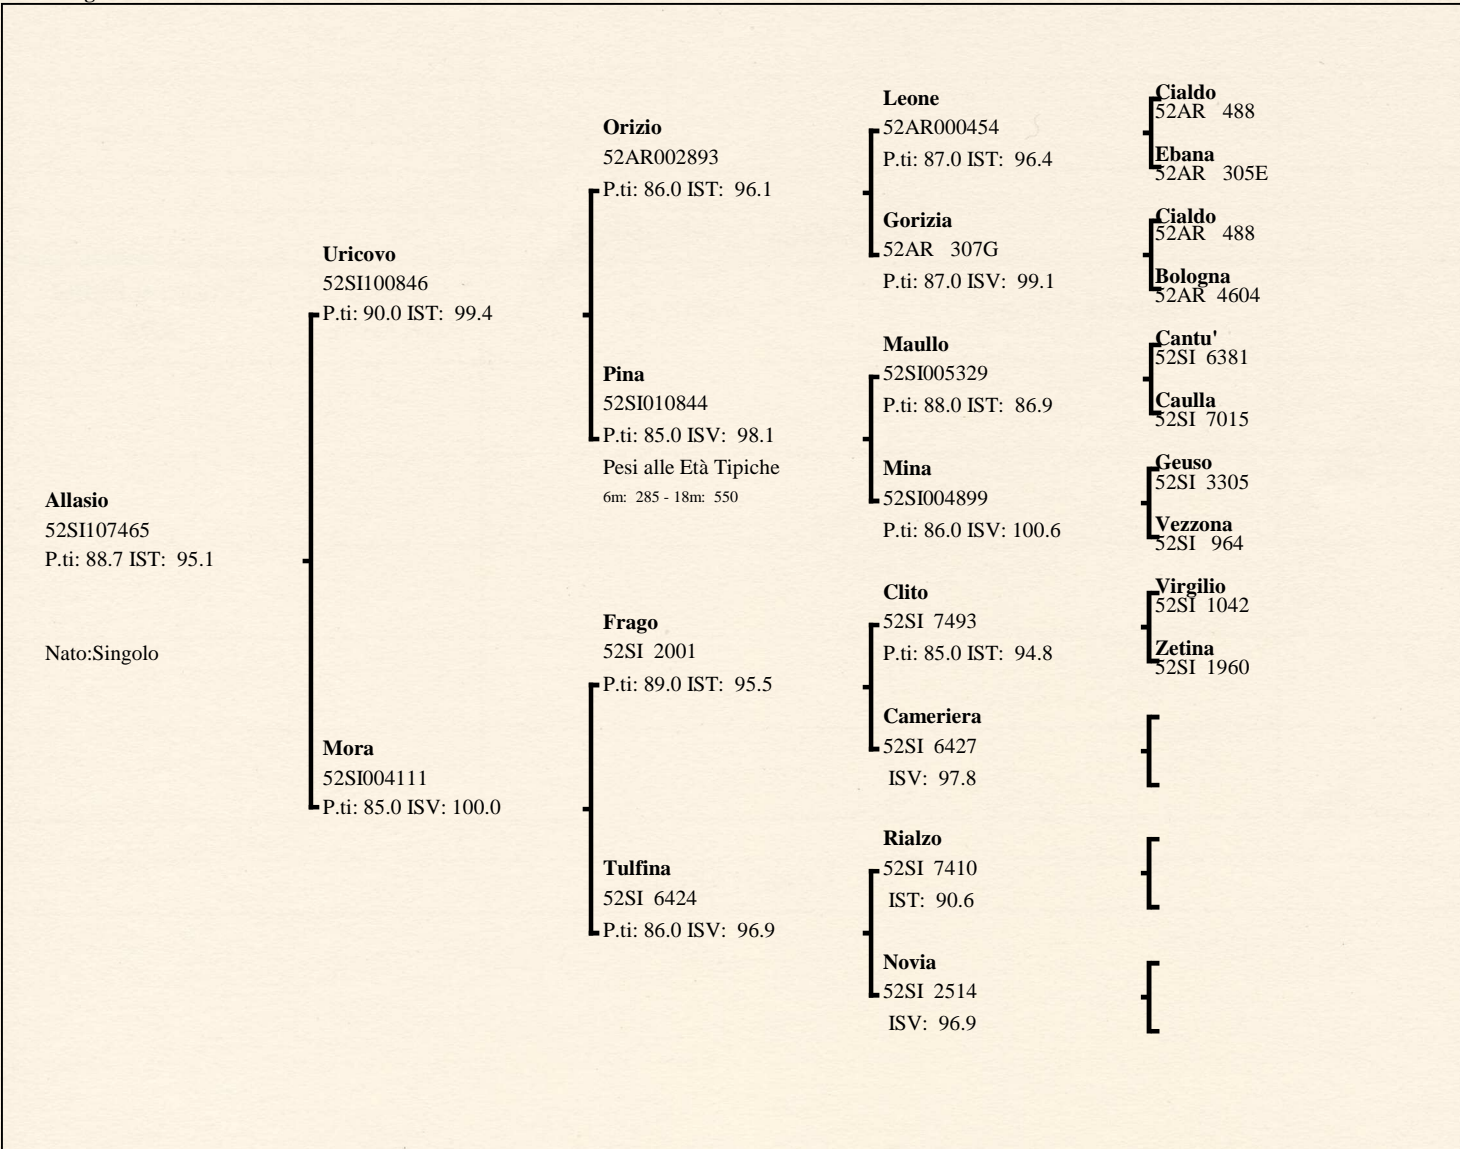 Allasio
52SI107465
P.ti: 88.7 IST: 95.1
Nato:Singolo
Uricovo
52SI100846
P.ti: 90.0 IST: 99.4
Mora
52SI004111
P.ti: 85.0 ISV: 100.0
Orizio
52AR002893
P.ti: 86.0 IST: 96.1
Pina
52SI010844
P.ti: 85.0 ISV: 98.1
Pesi alle Età Tipiche
6m: 285 - 18m: 550
Frago
52SI 2001
P.ti: 89.0 IST: 95.5
Tulfina
52SI 6424
P.ti: 86.0 ISV: 96.9
Leone
52AR000454
P.ti: 87.0 IST: 96.4
Gorizia
52AR 307G
P.ti: 87.0 ISV: 99.1
Maullo
52SI005329
P.ti: 88.0 IST: 86.9
Mina
52SI004899
P.ti: 86.0 ISV: 100.6
Clito
52SI 7493
P.ti: 85.0 IST: 94.8
Cameriera
52SI 6427
ISV: 97.8
Rialzo
52SI 7410
IST: 90.6
Novia
52SI 2514
ISV: 96.9
Cialdo
52AR 488
Ebana
52AR 305E
Cialdo
52AR 488
Bologna
52AR 4604
Cantu'
52SI 6381
Caulla
52SI 7015
Geuso
52SI 3305
Vezzona
52SI 964
Virgilio
52SI 1042
Zetina
52SI 1960